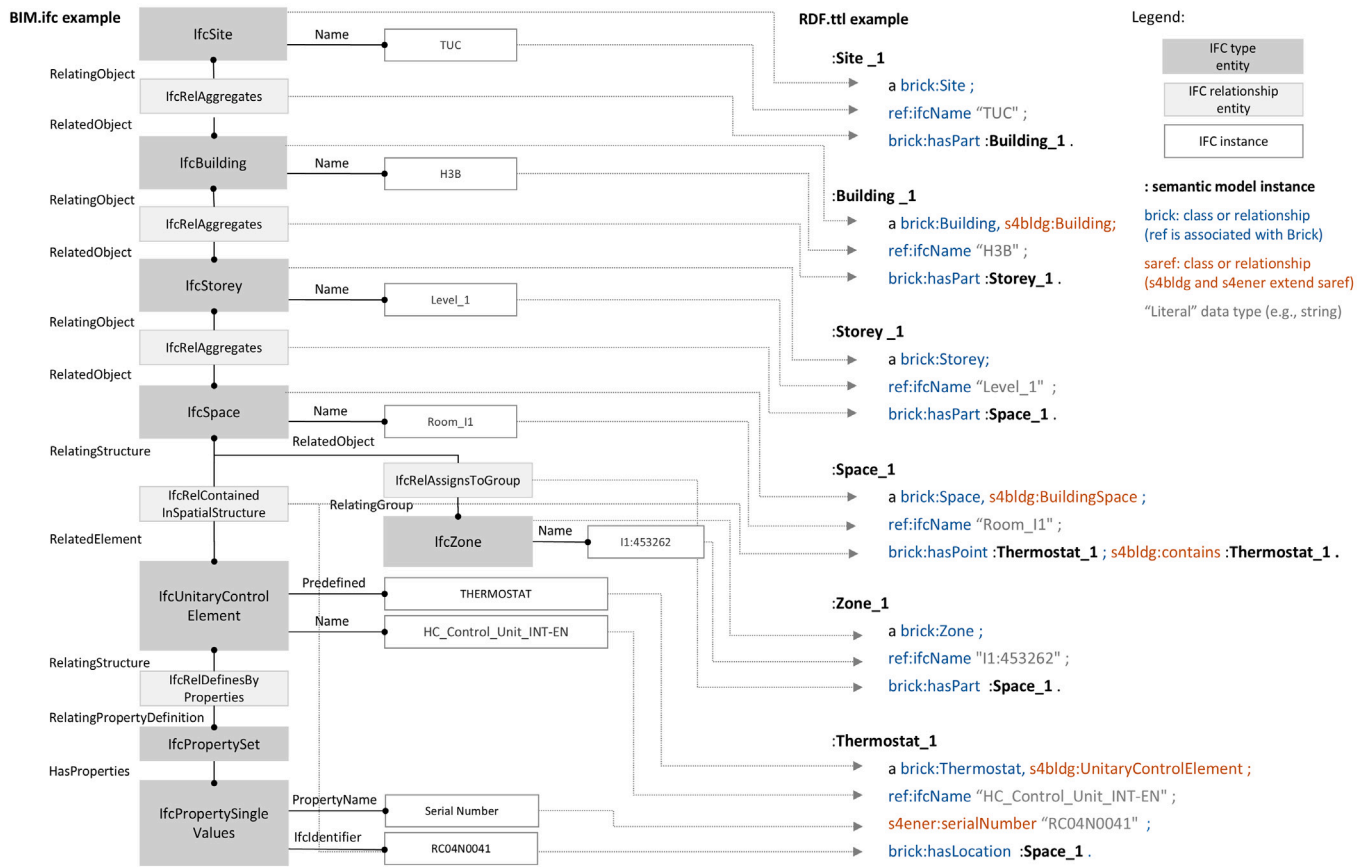 BIM.ifc example
IfcSite
Name
TUC
RelatingObject
IfcRelAggregates
RelatedObject
IfcBuilding
Name
H3B
RelatingObject
IfcRelAggregates
RelatedObject
IfcStorey
Name
Level_1
RelatingObject
IfcRelAggregates
RelatedObject
IfcSpace
Name
Room_I1
RelatedObject
RelatingStructure
IfcRelAssignsToGroup
IfcRelContained
InSpatialStructure
RelatingGroup
RelatedElement
IfcZone
Name
I1:453262
IfcUnitaryControl
Element
Predefined
THERMOSTAT
Name
HC_Control_Unit_INT-EN
RelatingStructure
IfcRelDefinesBy
Properties
RelatingPropertyDefinition
IfcPropertySet
HasProperties
IfcPropertySingle
Values
PropertyName
Serial Number
IfcIdentifier
RC04N0041
RDF.ttl example
:Site _1
a brick:Site ;
ref:ifcName “TUC" ;
brick:hasPart :Building_1 .
:Building _1
a brick:Building, s4bldg:Building;
ref:ifcName “H3B" ;
brick:hasPart :Storey_1 .
:Storey _1
a brick:Storey;
ref:ifcName “Level_1"  ;
brick:hasPart :Space_1 .
:Space_1
a brick:Space, s4bldg:BuildingSpace ;
ref:ifcName “Room_I1" ;
brick:hasPoint :Thermostat_1 ; s4bldg:contains :Thermostat_1 .
:Zone_1
a brick:Zone ;
ref:ifcName "I1:453262" ;
brick:hasPart  :Space_1 .
:Thermostat_1
a brick:Thermostat, s4bldg:UnitaryControlElement ;
ref:ifcName “HC_Control_Unit_INT-EN" ;
s4ener:serialNumber “RC04N0041"  ;
brick:hasLocation  :Space_1 .
Legend:
IFC type
entity
IFC relationship
entity
IFC instance
: semantic model instance
brick: class or relationship
(ref is associated with Brick)
saref: class or relationship
(s4bldg and s4ener extend saref)
“Literal” data type (e.g., string)